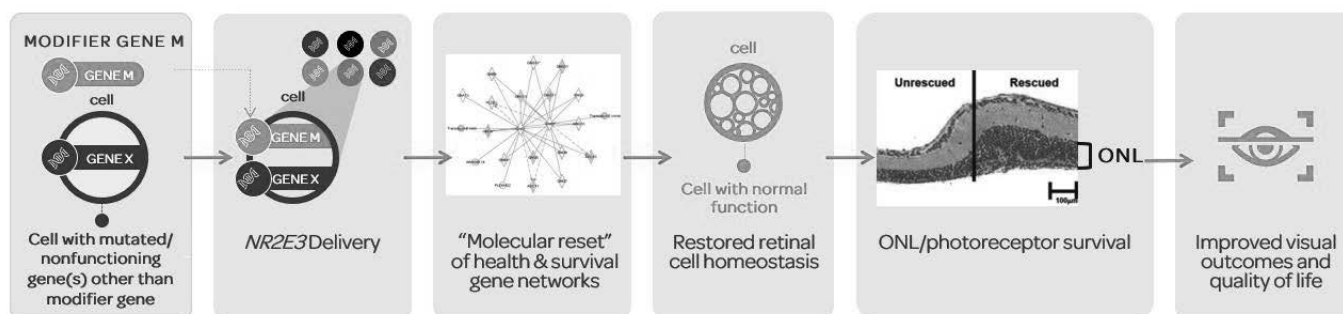 MODIFIER GENE M
GENE M
cell
GENE X
Cell with mutated/
nonfunctioning
gene(s) other than
modifier gene
cell
GENE M
GENE X
NR2E3 Delivery
"Molecular reset"
of health & survival
gene networks
cell
Cell with normal
function
Restored retinal
cell homeostasis
Unrescued
Rescued
ONL
100µm
ONL/photoreceptor survival
Improved visual
outcomes and
quality of life